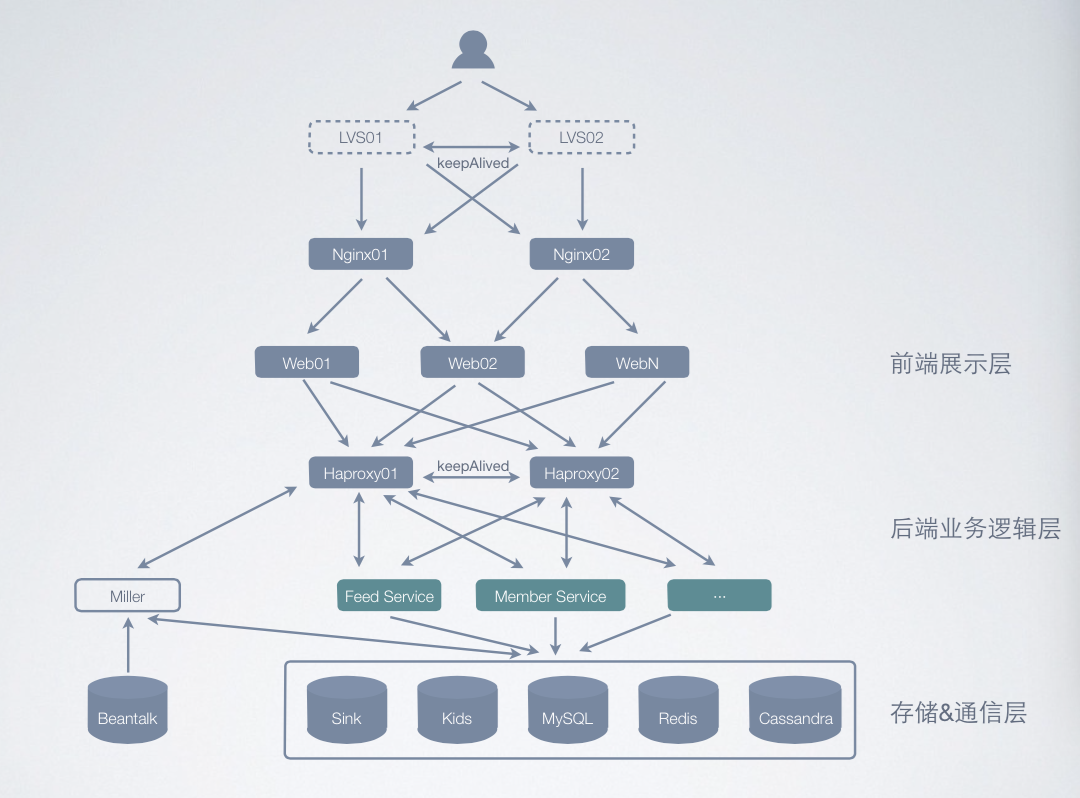 LVS01
LVS02
keepAlived
Nginx01
Nginx02
Web01
Web02
WebN
前端展示层
keepAlived
Haproxy01
Haproxy02
后端业务逻辑层
Miller
Feed Service
Member Service
...
Beantalk
Sink
Kids
MySQL
Redis
Cassandra
存储&通信层